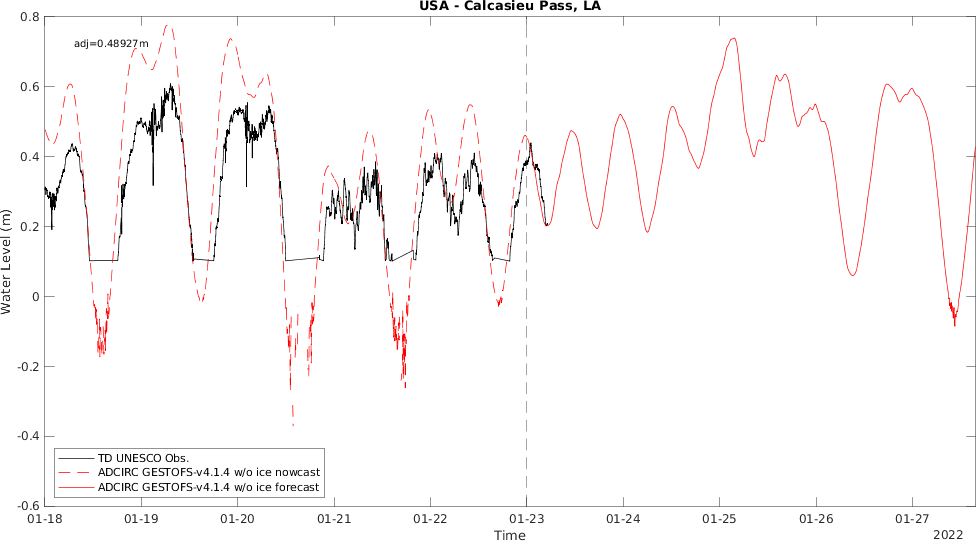 USA - Calcasieu Pass, LA
adj=0.48927m
0.8
0.6
0.4
0.2
0
-0.2
-0.4
-0.6
Water Level (m)
TD UNESCO Obs.
ADCIRC GESTOFS-v4.1.4 w/o ice nowcast
ADCIRC GESTOFS-v4.1.4 w/o ice forecast
01-18 01-19 01-20 01-21 01-22 01-23 01-24 01-25 01-26 01-27
Time
2022